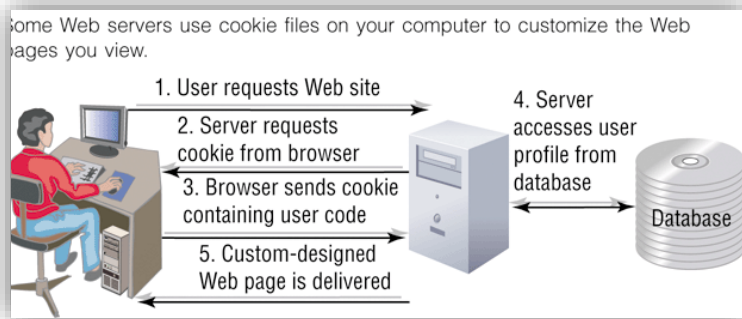 Some Web servers use cookie files on your computer to customize the Web
pages you view.
1. User requests Web site
2. Server requests
cookie from browser
3. Browser sends cookie
containing user code
5. Custom-designed
Web page is delivered
4. Server
accesses user
profile from
database
Database